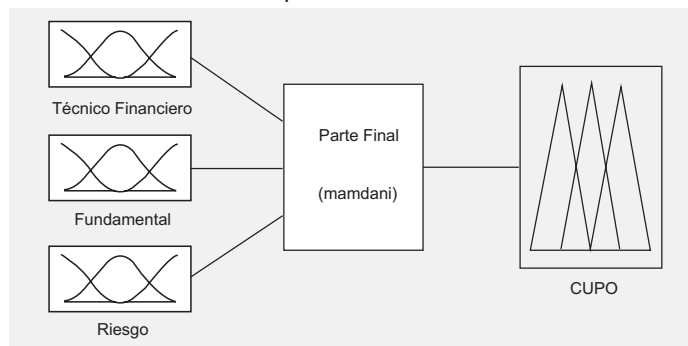 Técnico Financiero
Fundamental
Riesgo
Parte Final
(mamdani)
CUPO